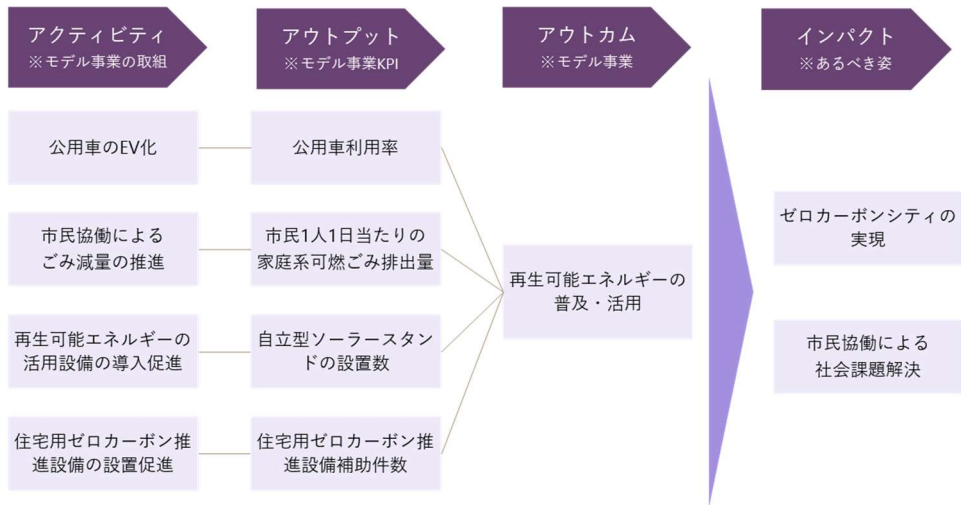 アクティビティ
※モデル事業の取組
アウトプット
※モデル事業KPI
アウトカム
※モデル事業
インパクト
※あるべき姿
公用車のEV化
公用車利用率
市民協働による
ごみ減量の推進
市民1人1日当たりの
家庭系可燃ごみ排出量
再生可能エネルギーの
活用設備の導入促進
自立型ソーラースタン
ドの設置数
住宅用ゼロカーボン推
進設備の設置促進
住宅用ゼロカーボン推
進設備補助件数
再生可能エネルギーの
普及・活用
ゼロカーボンシティの
実現
市民協働による
社会課題解決